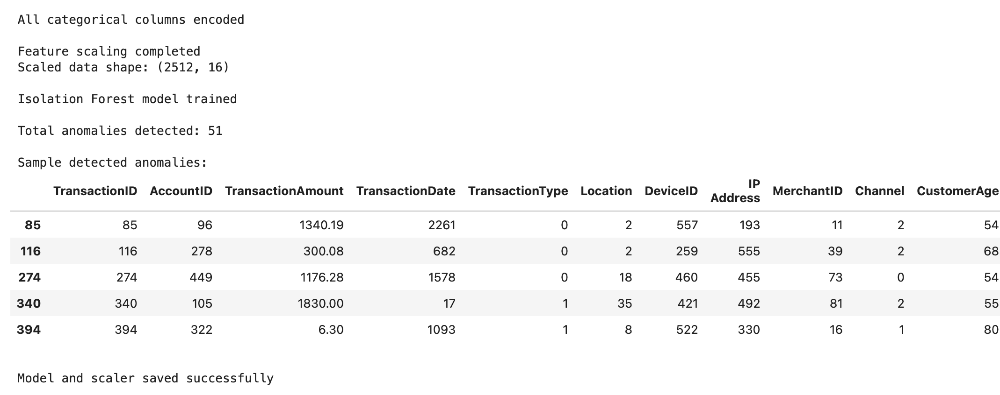 All categorical columns encoded
Feature scaling completed
Scaled data shape: (2512, 16)
Isolation Forest model trained
Total anomalies detected: 51
Sample detected anomalies:
TransactionID AccountID TransactionAmount TransactionDate TransactionType Location DeviceID IP Address MerchantID Channel CustomerAge
85 85 96 1340.19 2261 0 2 557 193 11 2 54
116 116 278 300.08 682 0 2 259 555 39 2 68
274 274 449 1176.28 1578 0 18 460 455 73 0 54
340 340 105 1830.00 17 1 35 421 492 81 2 55
394 394 322 6.30 1093 1 8 522 330 16 1 80
Model and scaler saved successfully